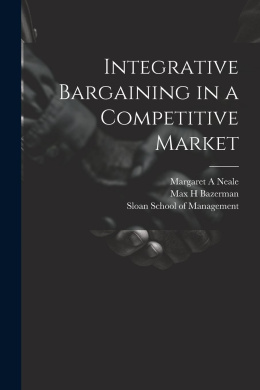 Integrative
Bargaining in a
Competitive
Market
Margaret A Neale
Max H Bazerman
Sloan School of Management